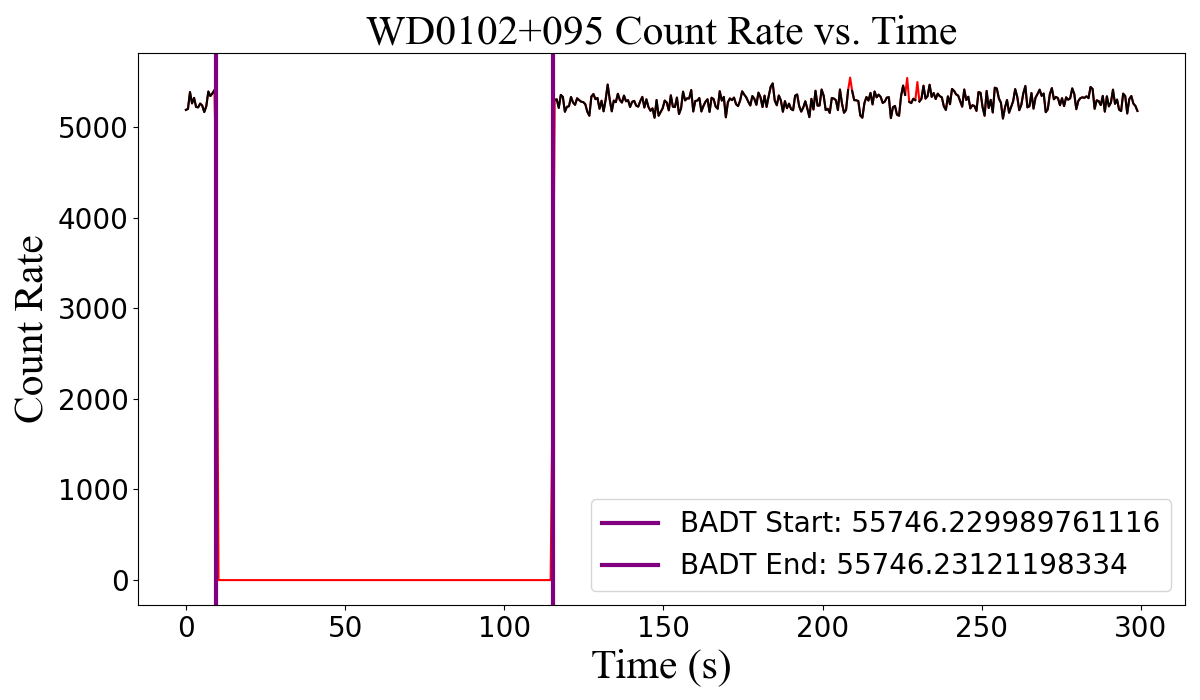 WD0102+095 Count Rate vs. Time
Count Rate
5000
4000
3000
2000
1000
0
BADT Start: 55746.229989761116
BADT End: 55746.23121198334
0 50 100 150 200 250 300
Time (s)